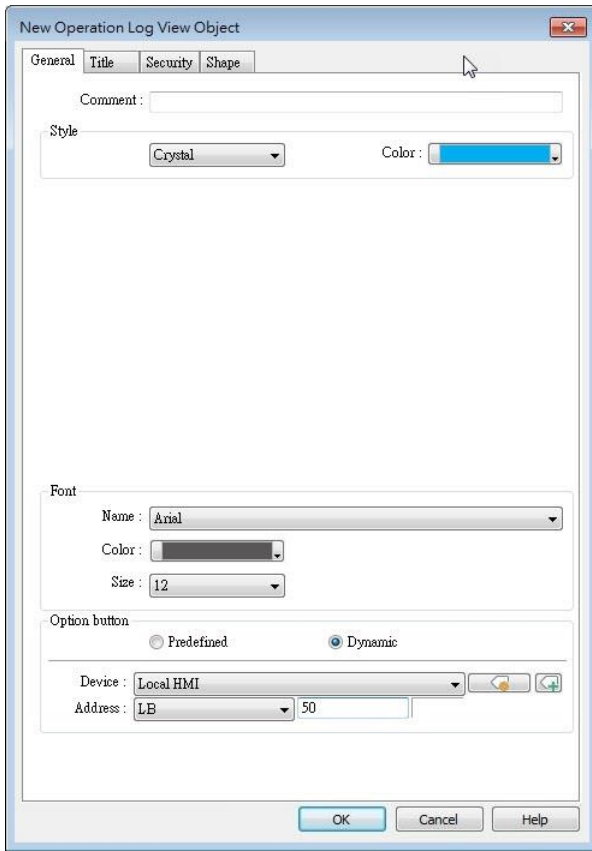 New Operation Log View Object
General Title Security Shape
Comment :
Style
Crystal Color :
Font
Name : Arial
Color :
Size : 12
Option button
Predefined Dynamic
Device : Local HMI
Address : LB 50
OK Cancel Help